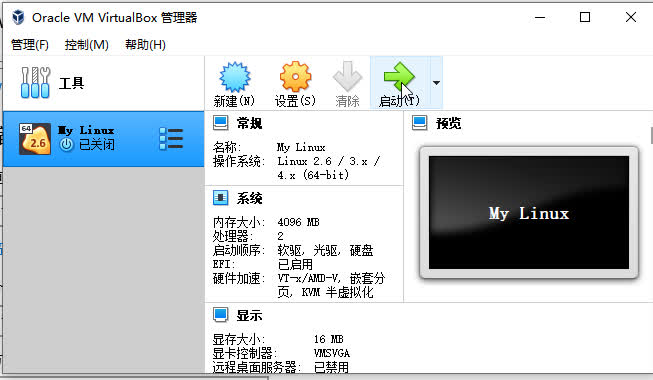 Oracle VM VirtualBox 管理器
管理(F) 控制(M) 帮助(H)
工具
新建(N) 设置(S) 清除 启动(T)
64
2.6
My Linux
已关闭
常规
名称: My Linux
操作系统: Linux 2.6 / 3.x /
4.x (64-bit)
系统
内存大小: 4096 MB
处理器: 2
启动顺序: 软驱, 光驱, 硬盘
EFI: 已启用
硬件加速: VT-x/AMD-V, 嵌套分
页, KVM 半虚拟化
显示
显存大小: 16 MB
显卡控制器: VMSVGA
远程桌面服务器: 已禁用
预览
My Linux